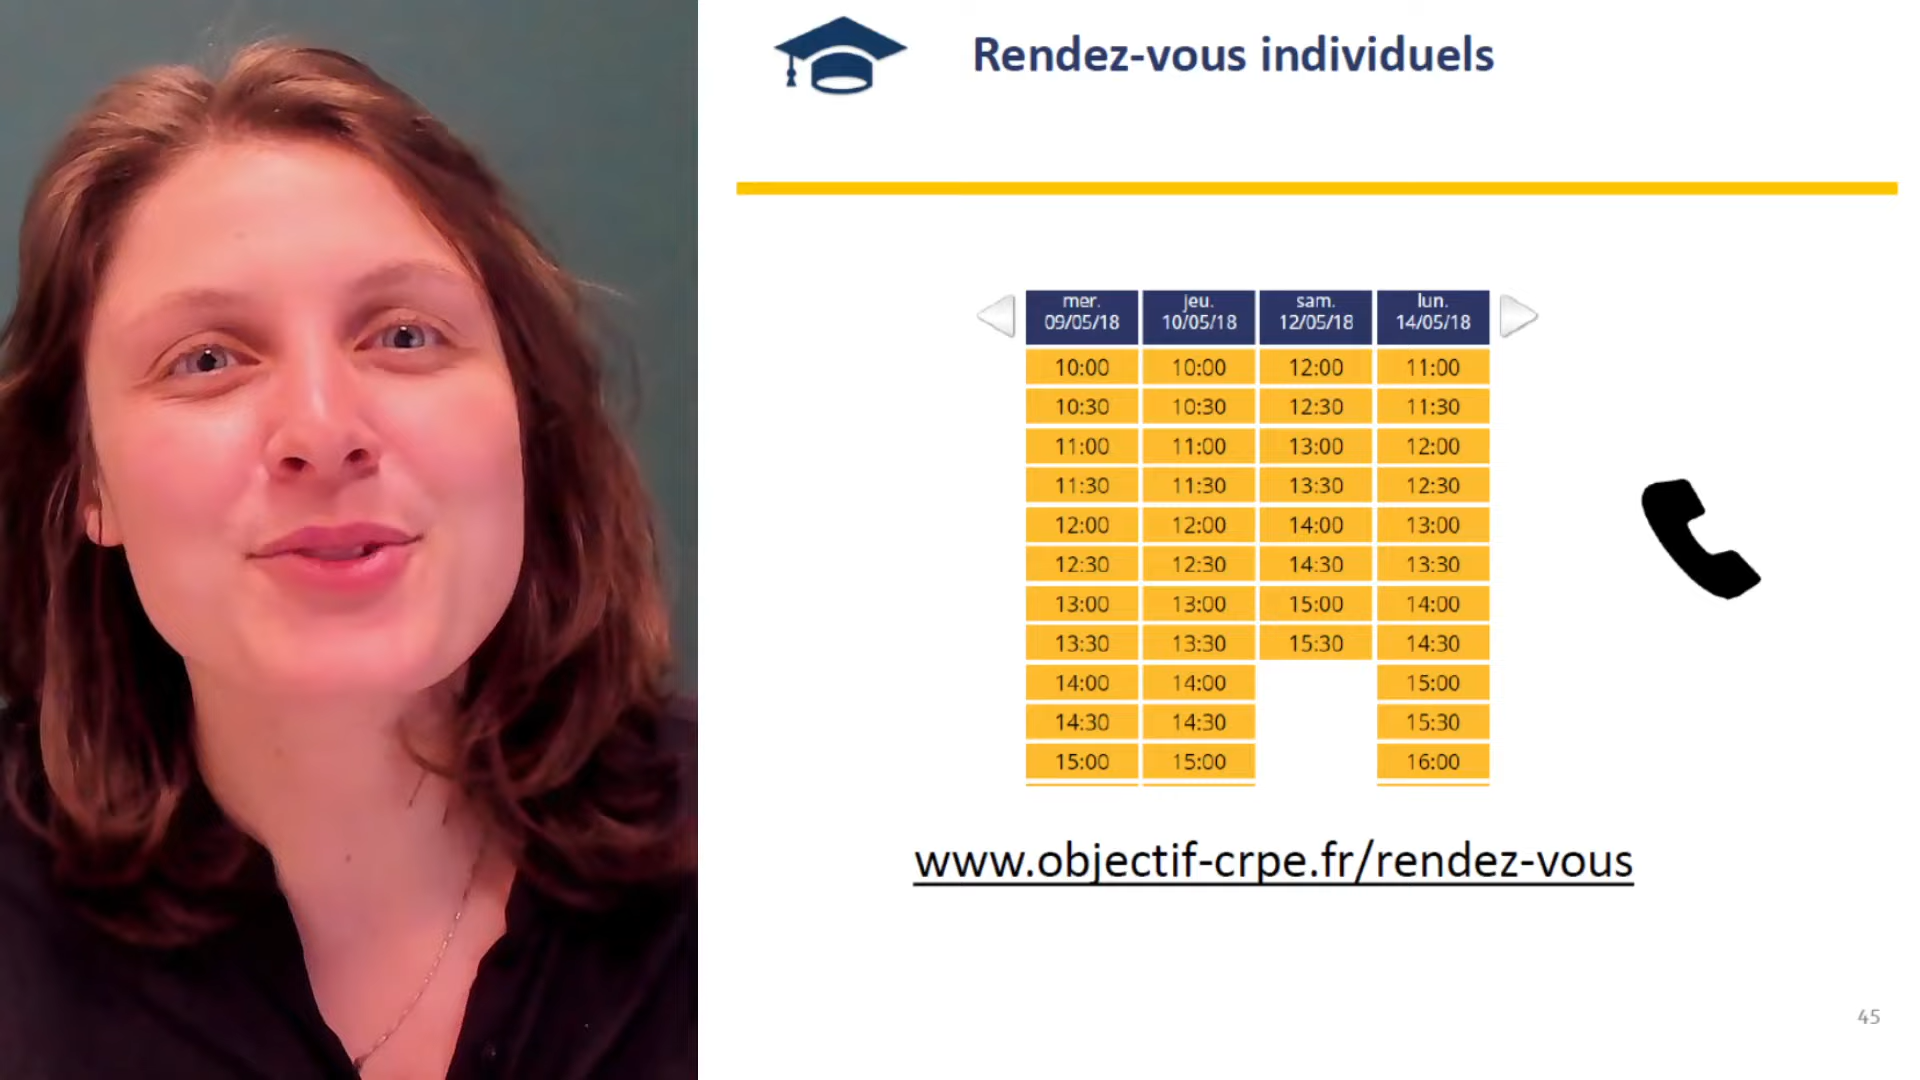 Rendez-vous individuels
mer. jeu. sam. lun.
09/05/18 10/05/18 12/05/18 14/05/18
10:00 10:00 12:00 11:00
10:30 10:30 12:30 11:30
11:00 11:00 13:00 12:00
11:30 11:30 13:30 12:30
12:00 12:00 14:00 13:00
12:30 12:30 14:30 13:30
13:00 13:00 15:00 14:00
13:30 13:30 15:30 14:30
14:00 14:00 15:00
14:30 14:30 15:30
15:00 15:00 16:00
www.objectif-crpe.fr/rendez-vous
45